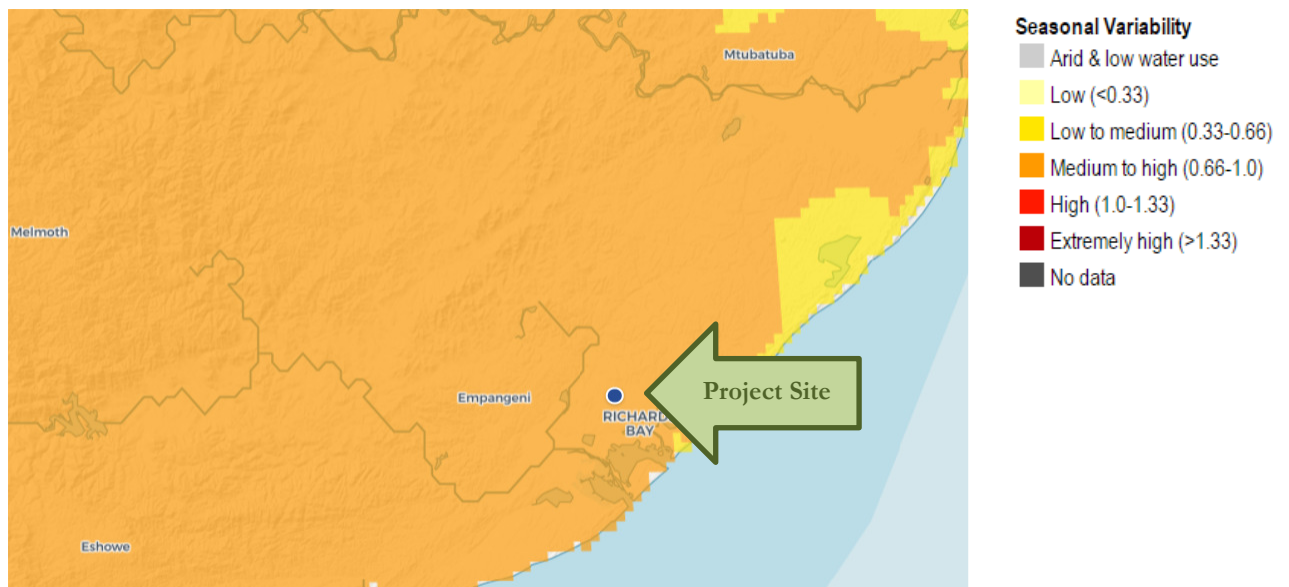 Mtubatuba
Melmoth
Empangeni
RICHARD
BAY
Eshowe
Project Site
Seasonal Variability
Arid & low water use
Low (<0.33)
Low to medium (0.33-0.66)
Medium to high (0.66-1.0)
High (1.0-1.33)
Extremely high (>1.33)
No data